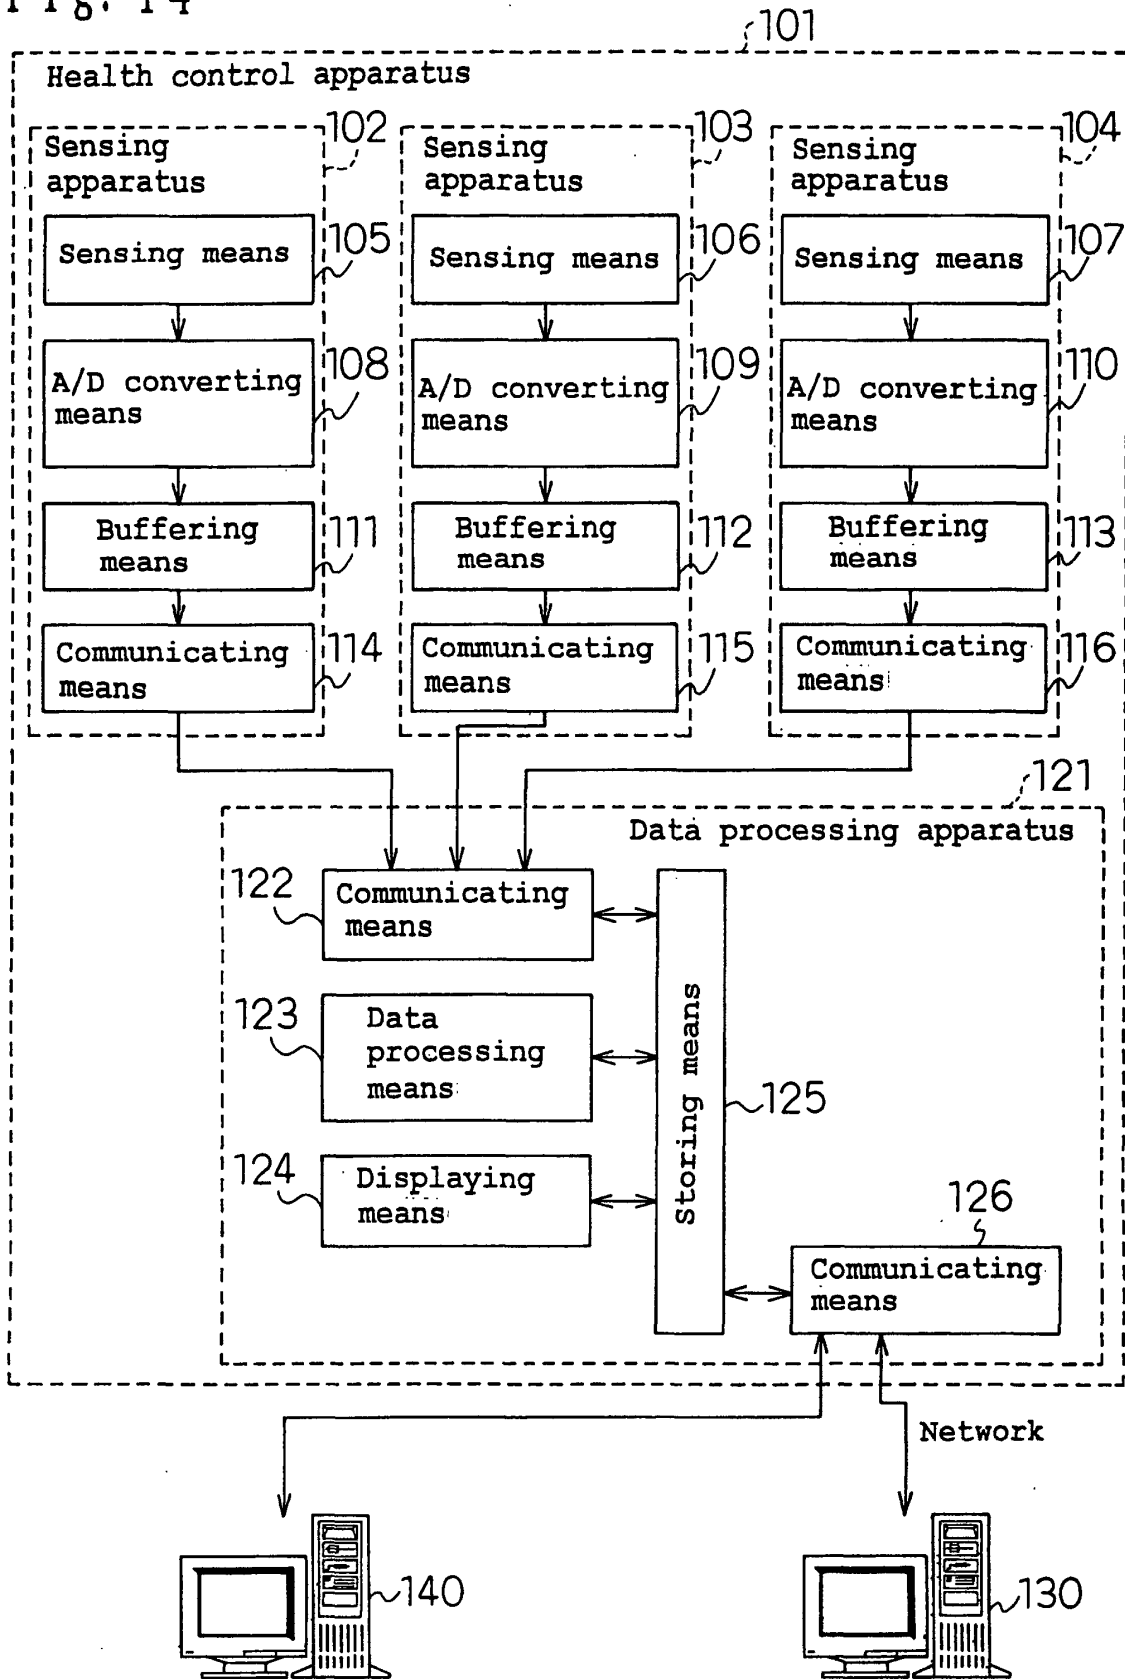 Fig. 14
101
Health control apparatus
102
Sensing
apparatus
Sensing means
105
A/D converting
means
108
Buffering
means
111
Communicating
means
114
103
Sensing
apparatus
Sensing means
106
A/D converting
means
109
Buffering
means
112
Communicating
means
115
104
Sensing
apparatus
Sensing means
107
A/D converting
means
110
Buffering
means
113
Communicating
means
116
121
Data processing apparatus
122
Communicating
means
123
Data
processing
means
124
Displaying
means
Storing means
125
126
Communicating
means
Network
140
130